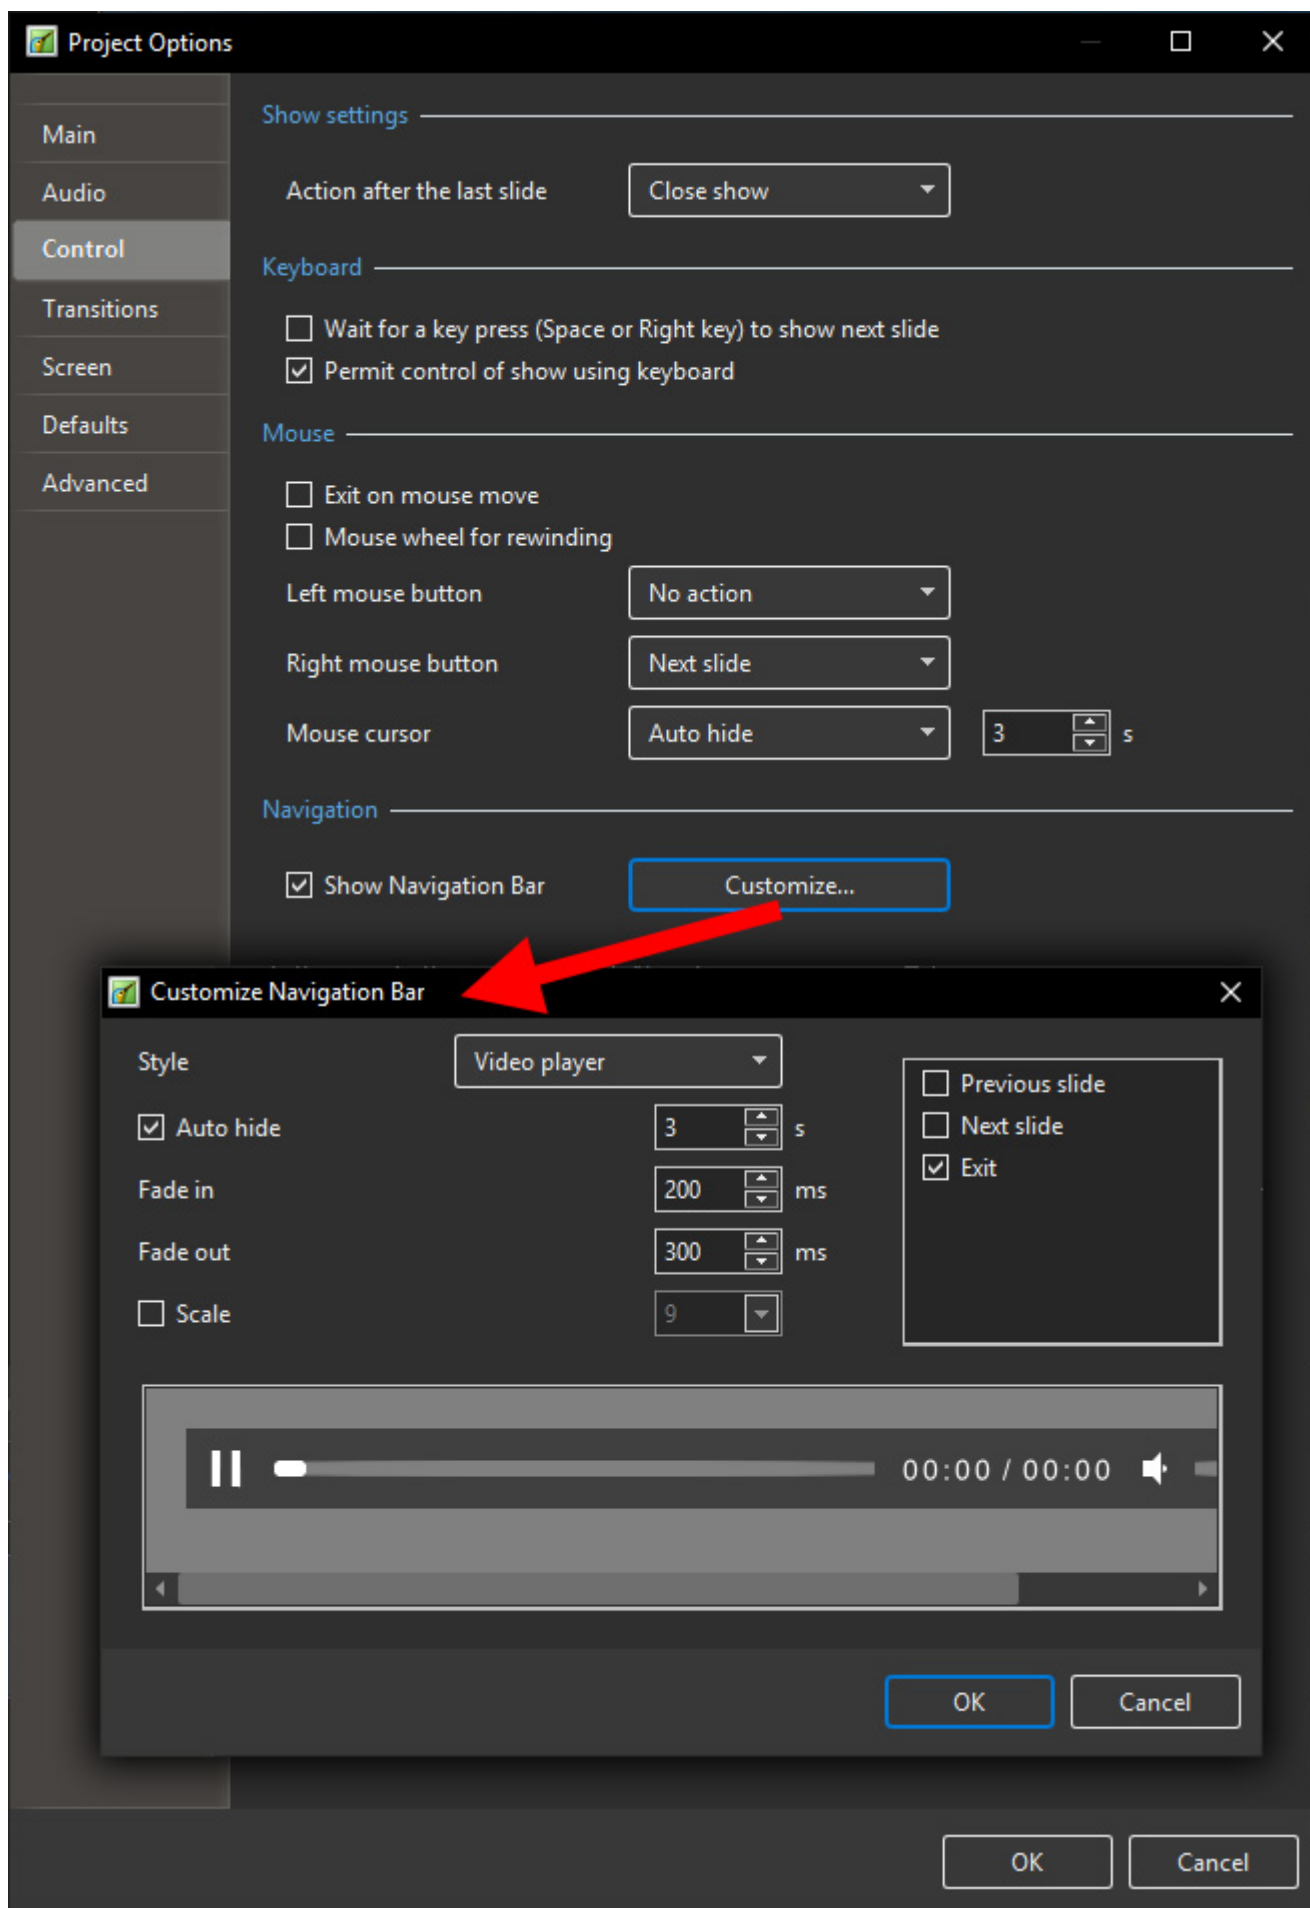 Project Options
Main
Audio
Control
Transitions
Screen
Defaults
Advanced
Show settings
Action after the last slide Close show
Keyboard
Wait for a key press (Space or Right key) to show next slide
Permit control of show using keyboard
Mouse
Exit on mouse move
Mouse wheel for rewinding
Left mouse button No action
Right mouse button Next slide
Mouse cursor Auto hide 3 s
Navigation
Show Navigation Bar Customize...
Customize Navigation Bar
Style Video player
Auto hide 3 s
Fade in 200 ms
Fade out 300 ms
Scale 9
Previous slide
Next slide
Exit
00:00 / 00:00
OK Cancel
OK Cancel